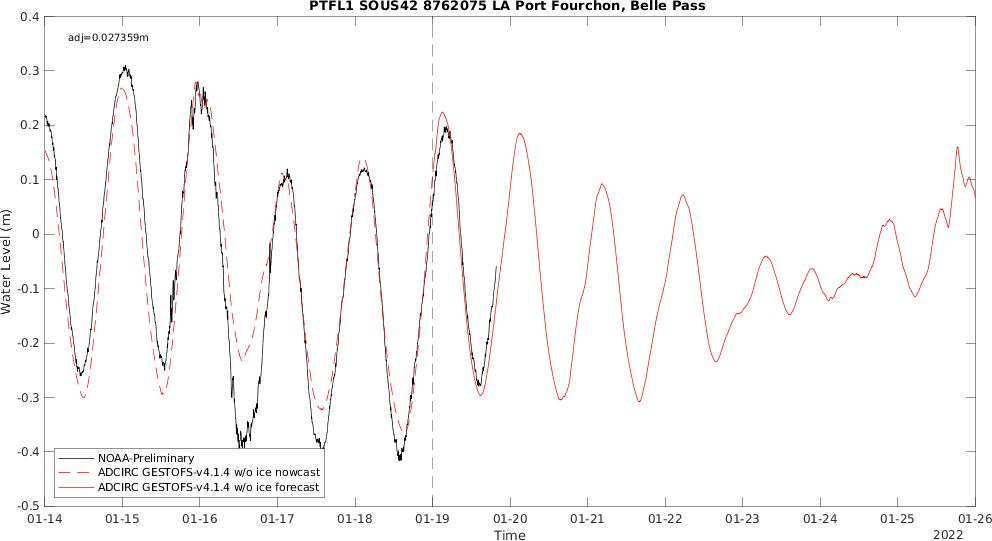 PTFL1 SOUS42 8762075 LA Port Fourchon, Belle Pass
adj=0.027359m
0.4
0.3
0.2
0.1
0
-0.1
-0.2
-0.3
-0.4
-0.5
Water Level (m)
NOAA-Preliminary
ADCIRC GESTOFS-v4.1.4 w/o ice nowcast
ADCIRC GESTOFS-v4.1.4 w/o ice forecast
01-14 01-15 01-16 01-17 01-18 01-19 01-20 01-21 01-22 01-23 01-24 01-25 01-26
Time
2022